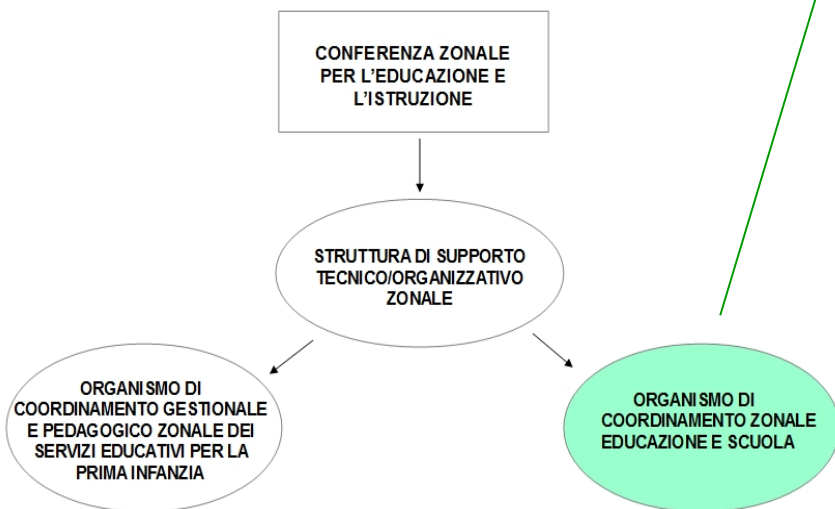 CONFERENZA ZONALE
PER L'EDUCAZIONE E
L'ISTRUZIONE
STRUTTURA DI SUPPORTO
TECNICO/ORGANIZZATIVO
ZONALE
ORGANISMO DI
COORDINAMENTO GESTIONALE
E PEDAGOGICO ZONALE DEI
SERVIZI EDUCATIVI PER LA
PRIMA INFANZIA
ORGANISMO DI
COORDINAMENTO ZONALE
EDUCAZIONE E SCUOLA